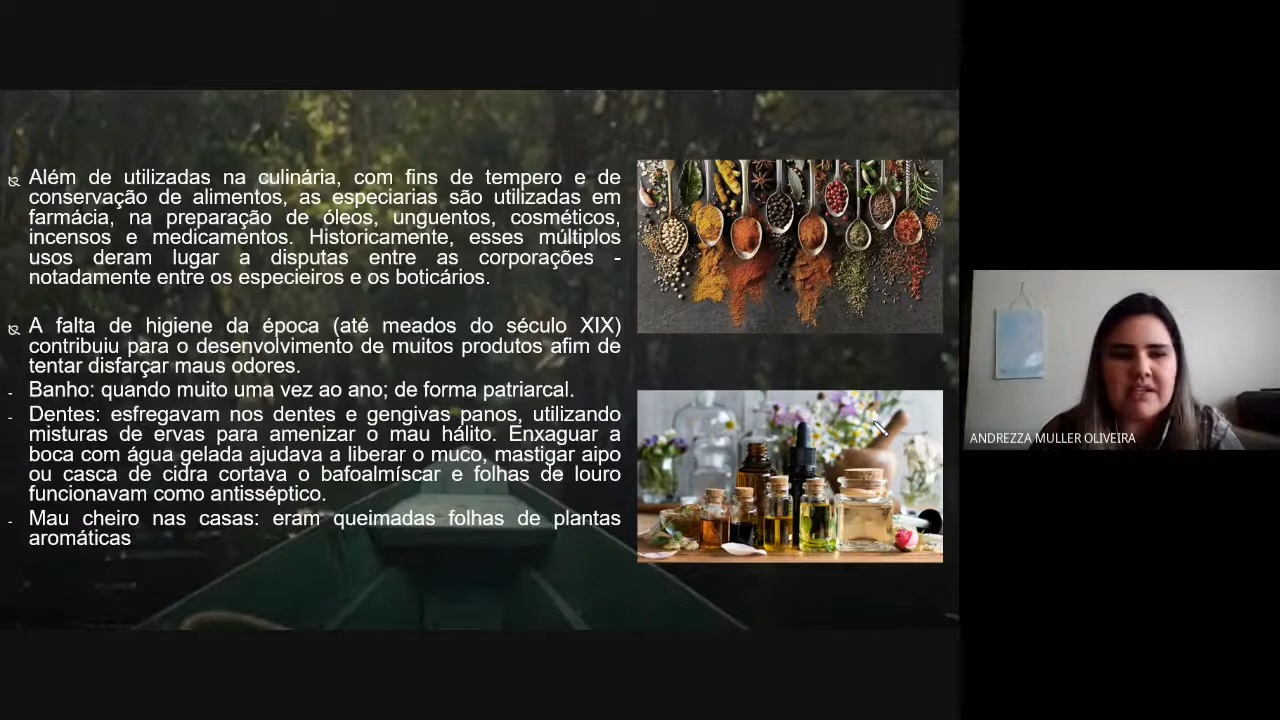 Além de utilizadas na culinária, com fins de tempero e de
conservação de alimentos, as especiarias são utilizadas em
farmácia, na preparação de óleos, unguentos, cosméticos,
incensos e medicamentos. Historicamente, esses múltiplos
usos deram lugar a disputas entre as corporações -
notadamente entre os especieiros e os boticários.
A falta de higiene da época (até meados do século XIX)
contribuiu para o desenvolvimento de muitos produtos afim de
tentar disfarçar maus odores.
- Banho: quando muito uma vez ao ano; de forma patriarcal.
- Dentes: esfregavam nos dentes e gengivas panos, utilizando
misturas de ervas para amenizar o mau hálito. Enxaguar a
boca com água gelada ajudava a liberar o muco, mastigar aipo
ou casca de cidra cortava o bafoalmíscar e folhas de louro
funcionavam como antisséptico.
- Mau cheiro nas casas: eram queimadas folhas de plantas
aromáticas
ANDREZZA MULLER OLIVEIRA